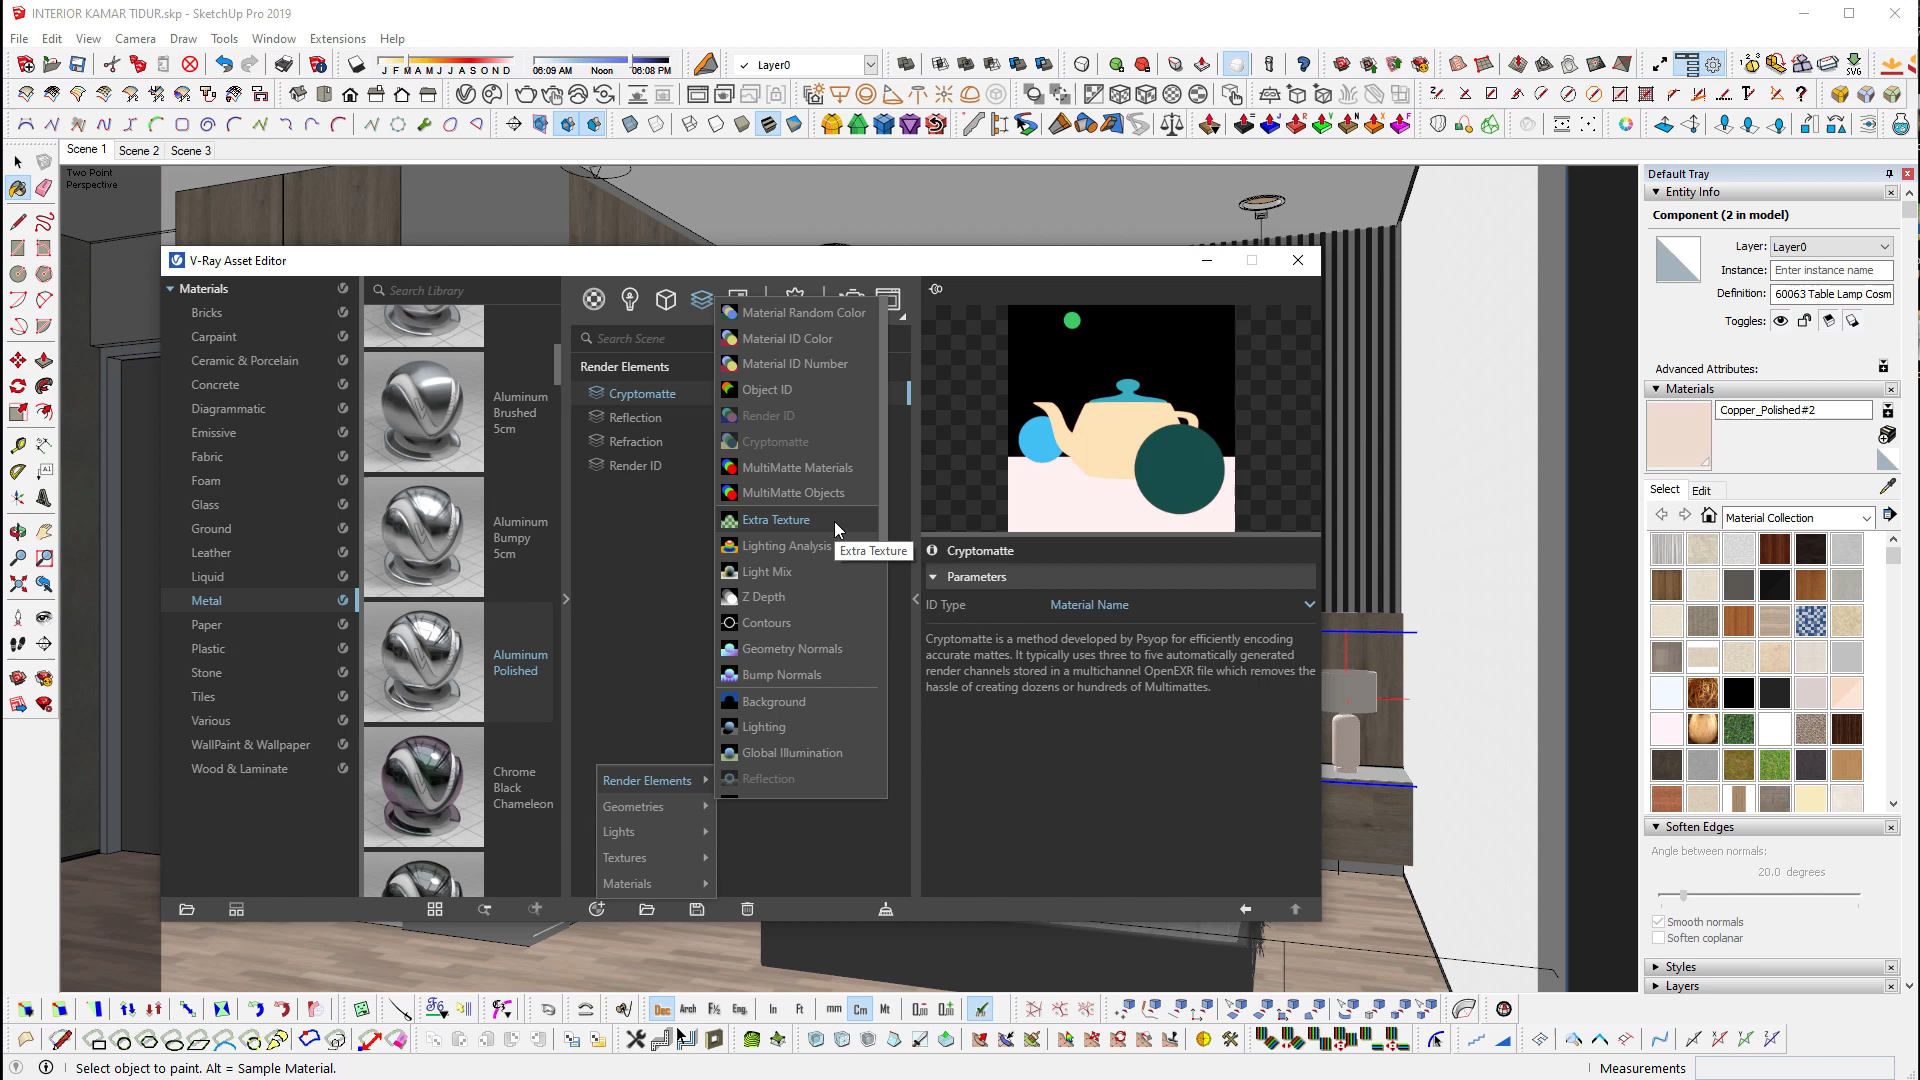 INTERIOR KAMAR TIDUR.skp - SketchUp Pro 2019
File Edit View Camera Draw Tools Window Extensions Help
J F M A M J J A S O N D
06:09 AM Noon 06:08 PM
Layer0
SVG
Scene 1 Scene 2 Scene 3
Two Point
Perspective
V-Ray Asset Editor
Materials
Bricks
Carpaint
Ceramic & Porcelain
Concrete
Diagrammatic
Emissive
Fabric
Foam
Glass
Ground
Leather
Liquid
Metal
Paper
Plastic
Stone
Tiles
Various
WallPaint & Wallpaper
Wood & Laminate
Search Library
Aluminum
Brushed
5cm
Aluminum
Bumpy
5cm
Aluminum
Polished
Chrome
Black
Chameleon
Search Scene
Render Elements
Cryptomatte
Reflection
Refraction
Render ID
Render Elements
Geometries
Lights
Textures
Materials
Material Random Color
Material ID Color
Material ID Number
Object ID
Render ID
Cryptomatte
MultiMatte Materials
MultiMatte Objects
Extra Texture
Lighting Analysis
Extra Texture
Light Mix
Z Depth
Contours
Geometry Normals
Bump Normals
Background
Lighting
Global Illumination
Reflection
Cryptomatte
Parameters
ID Type Material Name
Cryptomatte is a method developed by Psyop for efficiently encoding
accurate mattes. It typically uses three to five automatically generated
render channels stored in a multichannel OpenEXR file which removes the
hassle of creating dozens or hundreds of Multimattes.
Default Tray
Entity Info
Component (2 in model)
Layer: Layer0
Instance: Enter instance name
Definition: 60063 Table Lamp Cosm
Toggles:
Advanced Attributes:
Materials
Copper_Polished#2
Select Edit
Material Collection
Soften Edges
Angle between normals:
20.0 degrees
Smooth normals
Soften coplanar
Styles
Layers
Dec Arch F½ Eng. In Ft mm Cm Mt
Select object to paint. Alt = Sample Material.
Measurements